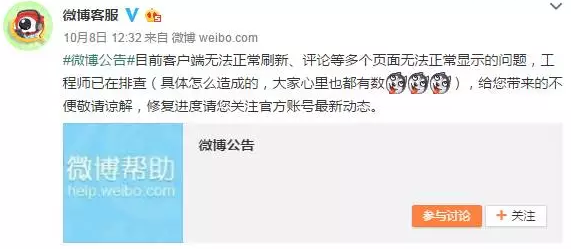 微博客服
10月8日 12:32 来自 微博 weibo.com
#微博公告#目前客户端无法正常刷新、评论等多个页面无法正常显示的问题，工
程师已在排查（具体怎么造成的，大家心里也都有数），给您带来的不
便敬请谅解，修复进度请您关注官方账号最新动态。
微博帮助
help.weibo.com
微博公告
参与讨论
+ 关注